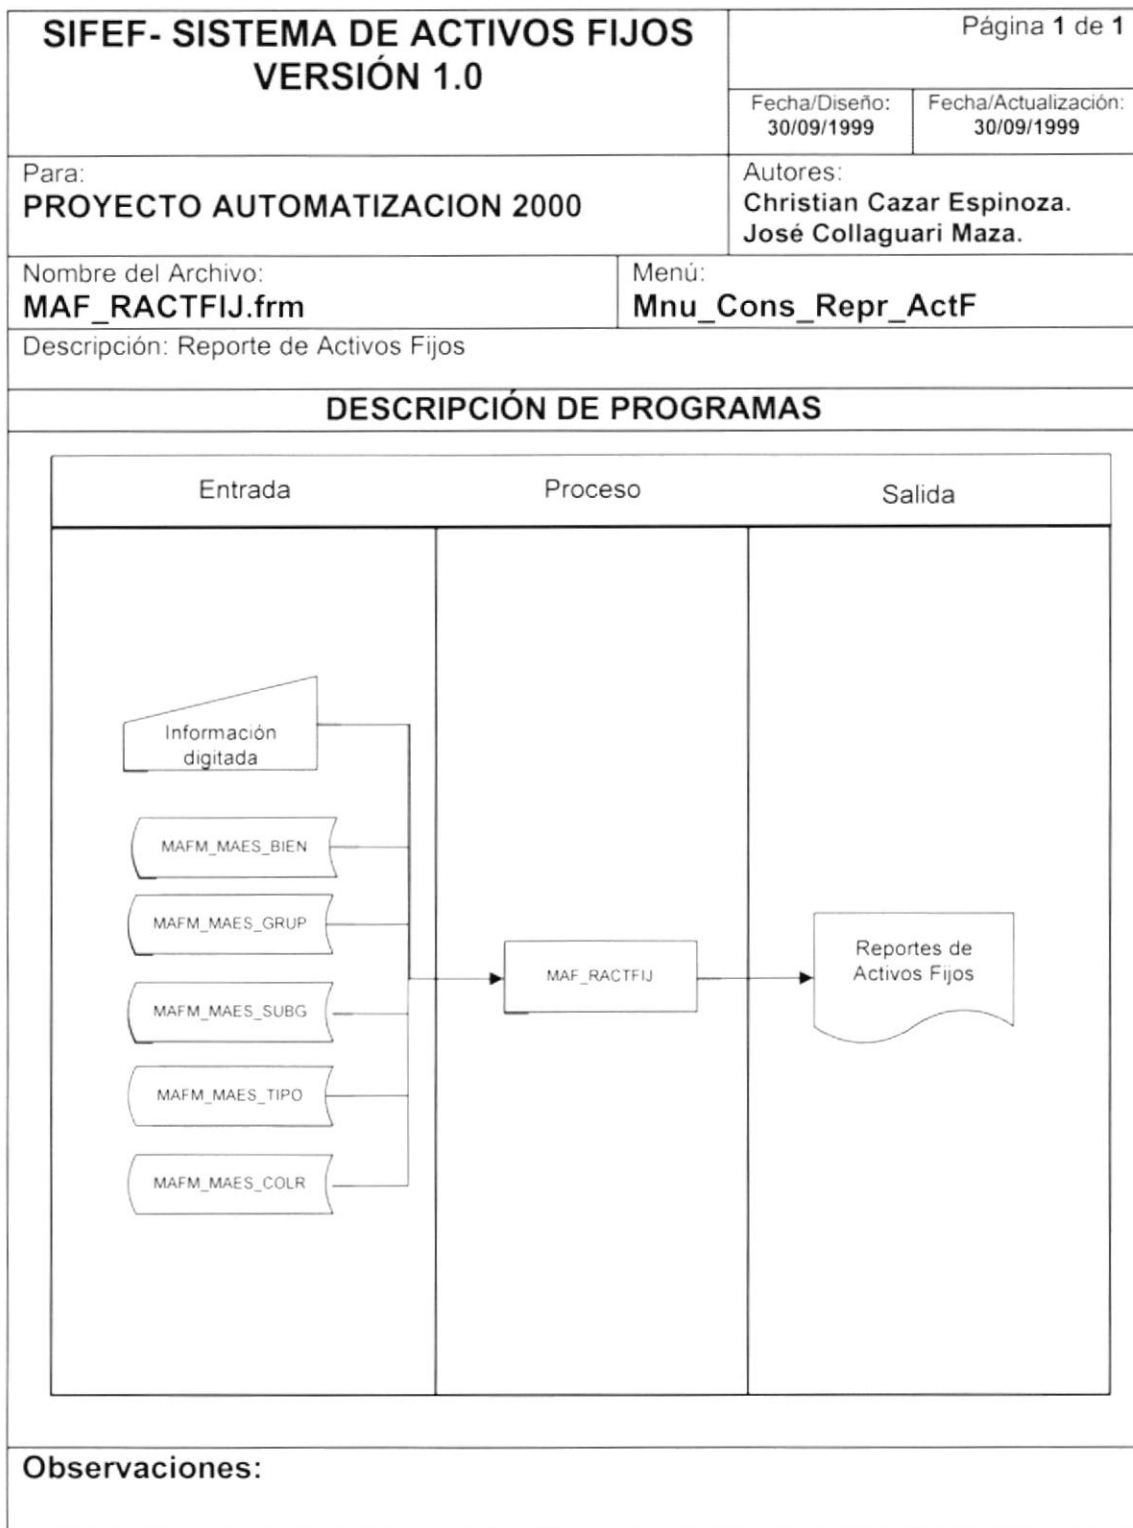 SIFEF- SISTEMA DE ACTIVOS FIJOS
VERSIÓN 1.0
Página 1 de 1
Fecha/Diseño:
30/09/1999
Fecha/Actualización:
30/09/1999
Para:
PROYECTO AUTOMATIZACION 2000
Autores:
Christian Cazar Espinoza.
José Collaguari Maza.
Nombre del Archivo:
MAF_RACTFIJ.frm
Menú:
Mnu_Cons_Repr_ActF
Descripción: Reporte de Activos Fijos
DESCRIPCIÓN DE PROGRAMAS
Entrada
Proceso
Salida
Información
digitada
MAFM_MAES_BIEN
MAFM_MAES_GRUP
MAFM_MAES_SUBG
MAFM_MAES_TIPO
MAFM_MAES_COLR
MAF_RACTFIJ
Reportes de
Activos Fijos
Observaciones: